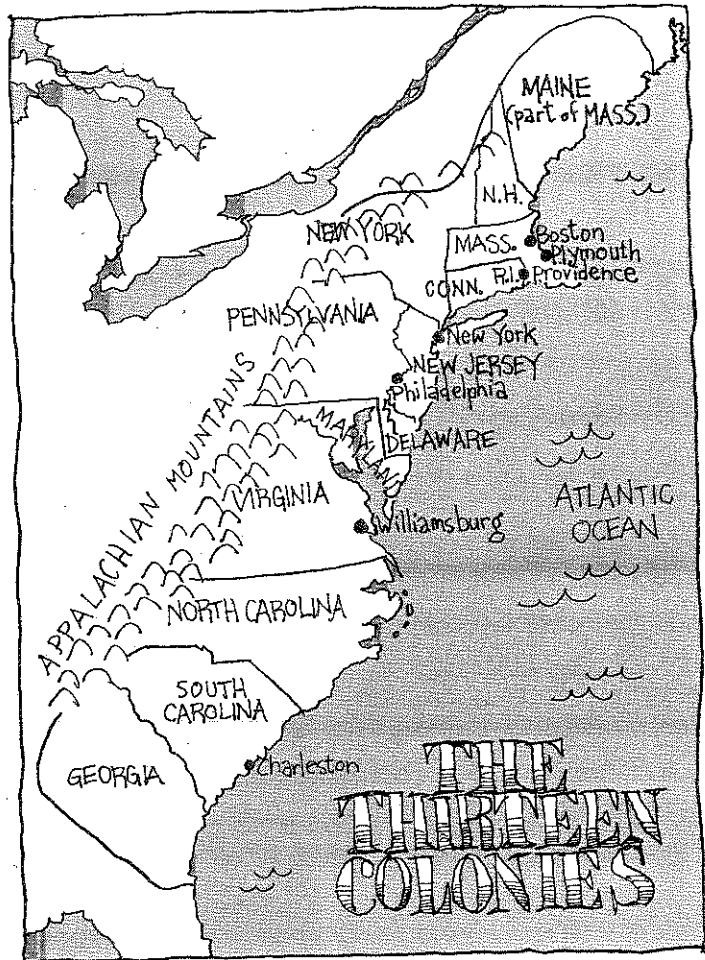 MAINE
(part of MASS.)
N.H.
NEW YORK
MASS.
Boston
Plymouth
CONN.
R.I.
Providence
PENNSYLVANIA
New York
NEW JERSEY
Philadelphia
MARYLAND
DELAWARE
APPALACHIAN MOUNTAINS
VIRGINIA
ATLANTIC
OCEAN
Williamsburg
NORTH CAROLINA
SOUTH
CAROLINA
GEORGIA
Charleston
THE
THIRTEEN
COLONIES